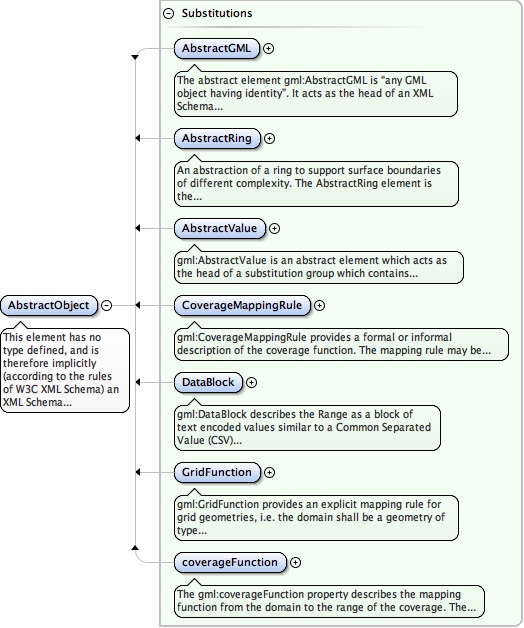 Substitutions
AbstractGML
The abstract element gml:AbstractGML is “any GML
object having identity”. It acts as the head of an XML
Schema...
AbstractRing
An abstraction of a ring to support surface boundaries
of different complexity. The AbstractRing element is
the...
AbstractValue
gml:AbstractValue is an abstract element which acts as
the head of a substitution group which contains...
AbstractObject
This element has no
type defined, and is
therefore implicitly
(according to the rules
of W3C XML Schema) an
XML Schema...
CoverageMappingRule
gml:CoverageMappingRule provides a formal or informal
description of the coverage function. The mapping rule may be...
DataBlock
gml:DataBlock describes the Range as a block of
text encoded values similar to a Common Separated
Value (CSV)...
GridFunction
gml:GridFunction provides an explicit mapping rule for
grid geometries, i.e. the domain shall be a geometry of
type...
coverageFunction
The gml:coverageFunction property describes the mapping
function from the domain to the range of the coverage. The...